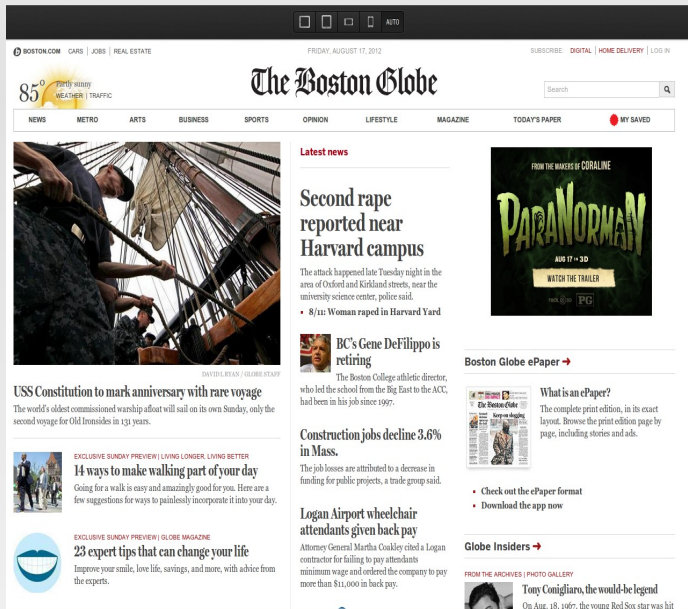 AUTO
BOSTON.COM CARS | JOBS | REAL ESTATE
FRIDAY, AUGUST 17, 2012
SUBSCRIBE: DIGITAL | HOME DELIVERY | LOG IN
85°
Partly sunny
WEATHER | TRAFFIC
The Boston Globe
Search
NEWS METRO ARTS BUSINESS SPORTS OPINION LIFESTYLE MAGAZINE TODAY'S PAPER MY SAVED
DAVID L RYAN / GLOBE STAFF
USS Constitution to mark anniversary with rare voyage
The world's oldest commissioned warship afloat will sail on its own Sunday, only the
second voyage for Old Ironsides in 131 years.
EXCLUSIVE SUNDAY PREVIEW | LIVING LONGER, LIVING BETTER
14 ways to make walking part of your day
Going for a walk is easy and amazingly good for you. Here are a
few suggestions for ways to painlessly incorporate it into your day.
EXCLUSIVE SUNDAY PREVIEW | GLOBE MAGAZINE
23 expert tips that can change your life
Improve your smile, love life, savings, and more, with advice from
the experts.
Latest news
Second rape
reported near
Harvard campus
The attack happened late Tuesday night in the
area of Oxford and Kirkland streets, near the
university science center, police said.
8/11: Woman raped in Harvard Yard
BC's Gene DeFilippo is
retiring
The Boston College athletic director,
who led the school from the Big East to the ACC,
had been in his job since 1997.
Construction jobs decline 3.6%
in Mass.
The job losses are attributed to a decrease in
funding for public projects, a trade group said.
Logan Airport wheelchair
attendants given back pay
Attorney General Martha Coakley cited a Logan
contractor for failing to pay attendants
minimum wage and ordered the company to pay
more than $11,000 in back pay.
FROM THE MAKERS OF CORALINE
PARANORMAN
AUG 17 IN 3D
WATCH THE TRAILER
PG
Boston Globe ePaper
The Boston Globe
Keep on slogging
What is an ePaper?
The complete print edition, in its exact
layout. Browse the print edition page by
page, including stories and ads.
Check out the ePaper format
Download the app now
Globe Insiders
FROM THE ARCHIVES | PHOTO GALLERY
Tony Conigliaro, the would-be legend
On Aug. 18, 1967, the young Red Sox star was hit